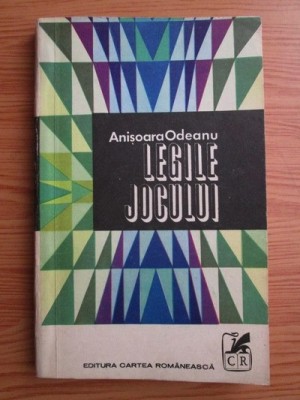 Anișoara Odeanu
LEGILE
JOCULUI
CR
EDITURA CARTEA ROMÂNEASCĂ